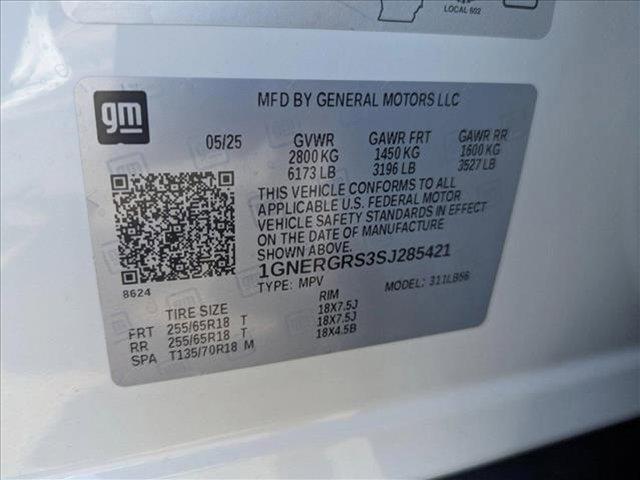 LOCAL 602
gm
MFD BY GENERAL MOTORS LLC
05/25 GVWR GAWR FRT GAWR RR
2800 KG 1450 KG 1600 KG
6173 LB 3196 LB 3527 LB
THIS VEHICLE CONFORMS TO ALL
APPLICABLE U.S. FEDERAL MOTOR
VEHICLE SAFETY STANDARDS IN EFFECT
ON THE DATE OF MANUFACTURE
SHOWN ABOVE.
1GNERGRS3SJ285421
8624 TYPE: MPV MODEL: 311LB56
TIRE SIZE RIM
FRT 255/65R18 T 18X7.5J
RR 255/65R18 T 18X7.5J
SPA T135/70R18 M 18X4.5B